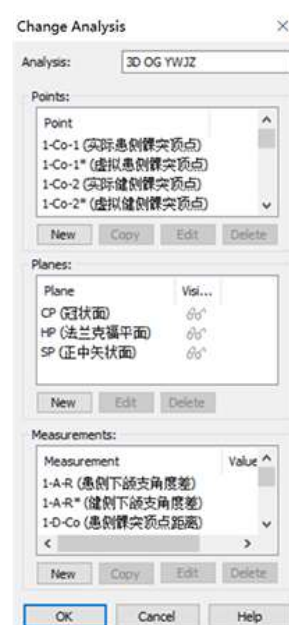 Change Analysis
Analysis: 3D OG YWJZ
Points:
Point
1-Co-1 (实际患侧髁突顶点)
1-Co-1* (虚拟患侧髁突顶点)
1-Co-2 (实际健侧髁突顶点)
1-Co-2* (虚拟健侧髁突顶点)
New Copy Edit Delete
Planes:
Plane Visi...
CP (冠状面)
HP (法兰克福平面)
SP (正中矢状面)
New Edit Delete
Measurements:
Measurement Value
1-A-R (患侧下颌支角度差)
1-A-R* (健侧下颌支角度差)
1-D-Co (患侧髁突顶点距离)
New Copy Edit Delete
OK Cancel Help